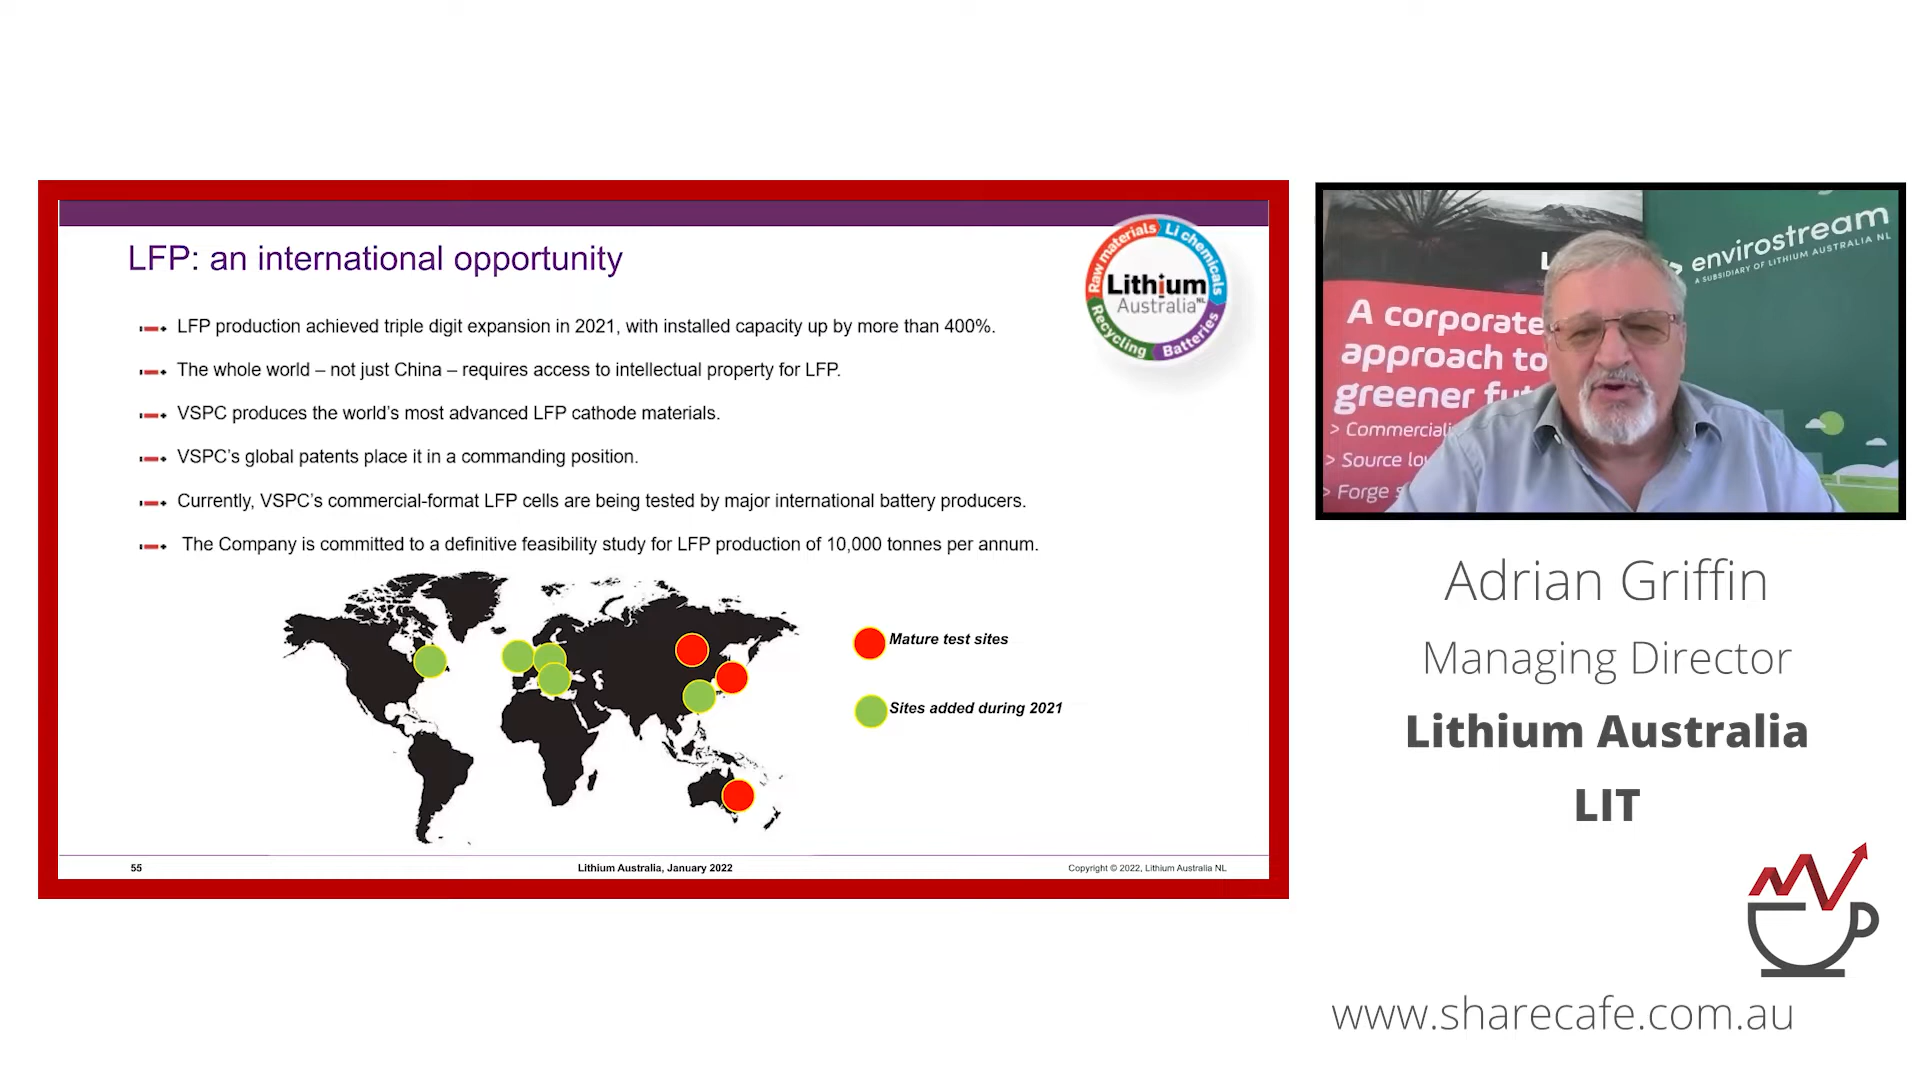 LFP: an international opportunity
Raw materials
Li chemicals
Batteries
Recycling
Lithium
Australia NL
LFP production achieved triple digit expansion in 2021, with installed capacity up by more than 400%.
The whole world – not just China – requires access to intellectual property for LFP.
VSPC produces the world's most advanced LFP cathode materials.
VSPC's global patents place it in a commanding position.
Currently, VSPC's commercial-format LFP cells are being tested by major international battery producers.
The Company is committed to a definitive feasibility study for LFP production of 10,000 tonnes per annum.
Mature test sites
Sites added during 2021
55
Lithium Australia, January 2022
Copyright © 2022, Lithium Australia NL
envirostream
A SUBSIDIARY OF LITHIUM AUSTRALIA NL
A corporate
approach to
greener
> Source
> Forge
Adrian Griffin
Managing Director
Lithium Australia
LIT
www.sharecafe.com.au